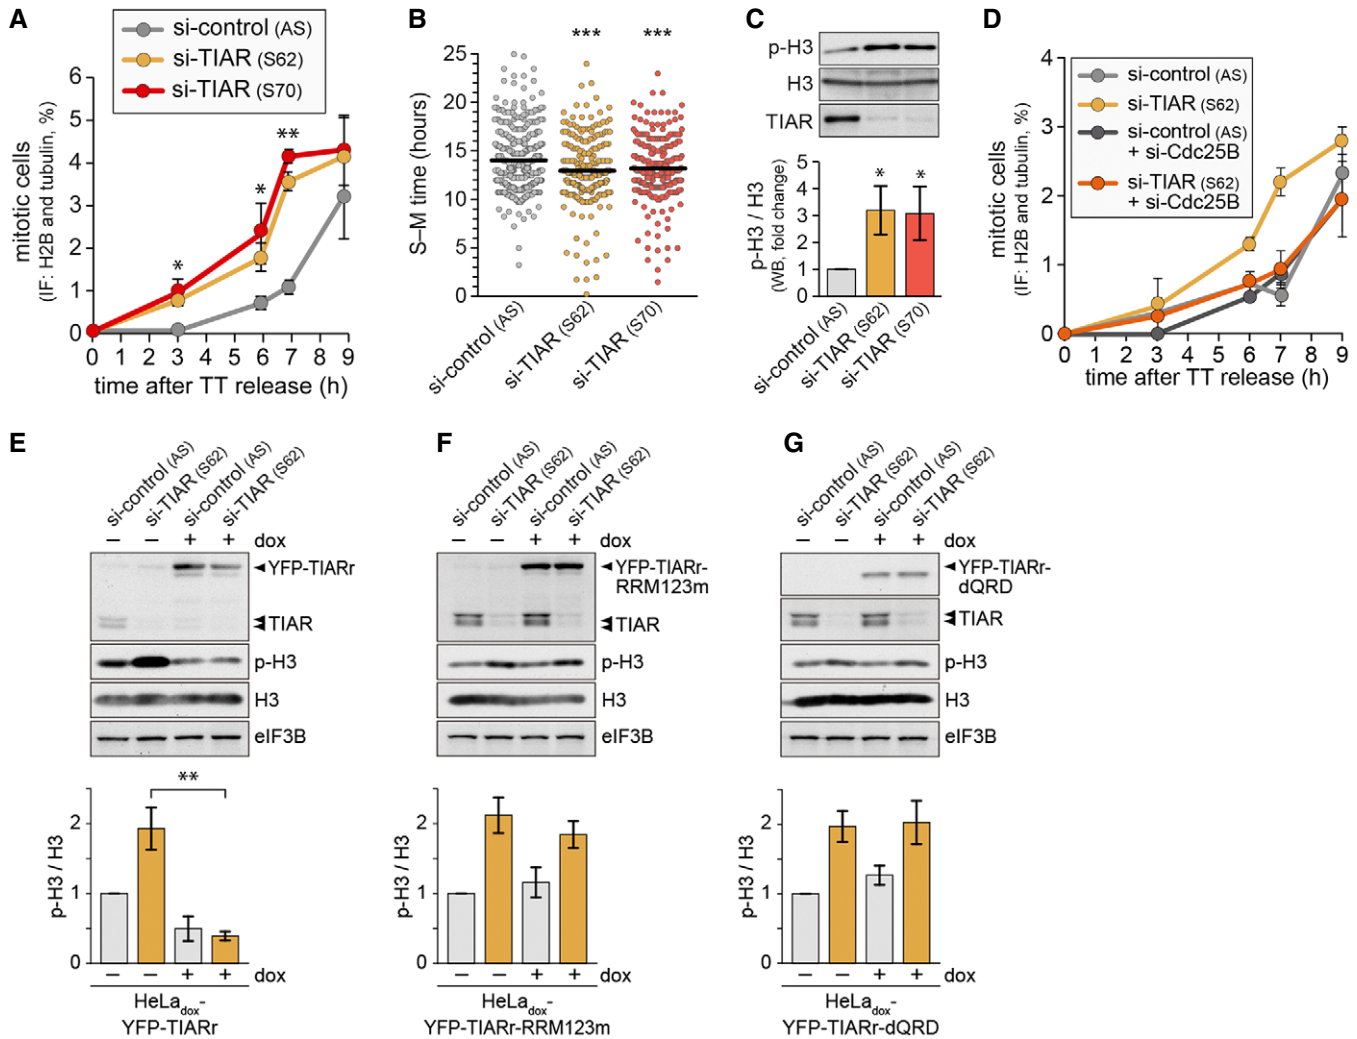 A
si-control (AS)
si-TIAR (S62)
si-TIAR (S70)
mitotic cells
(IF: H2B and tubulin, %)
6
5
4
3
2
1
0
*
*
**
0 1 2 3 4 5 6 7 8 9
time after TT release (h)
B
*** ***
S–M time (hours)
25
20
15
10
5
0
si-control (AS)
si-TIAR (S62)
si-TIAR (S70)
C
p-H3
H3
TIAR
p-H3 / H3
(WB, fold change)
5
4
3
2
1
0
* *
si-control (AS)
si-TIAR (S62)
si-TIAR (S70)
D
si-control (AS)
si-TIAR (S62)
si-control (AS)
+ si-Cdc25B
si-TIAR (S62)
+ si-Cdc25B
mitotic cells
(IF: H2B and tubulin, %)
4
3
2
1
0
0 1 2 3 4 5 6 7 8 9
time after TT release (h)
E
si-control (AS)
si-TIAR (S62)
si-control (AS)
si-TIAR (S62)
– – + + dox
YFP-TIARr
TIAR
p-H3
H3
eIF3B
**
p-H3 / H3
2
1
0
– – + + dox
HeLadox-
YFP-TIARr
F
si-control (AS)
si-TIAR (S62)
si-control (AS)
si-TIAR (S62)
– – + + dox
YFP-TIARr-
RRM123m
TIAR
p-H3
H3
eIF3B
p-H3 / H3
2
1
0
– – + + dox
HeLadox-
YFP-TIARr-RRM123m
G
si-control (AS)
si-TIAR (S62)
si-control (AS)
si-TIAR (S62)
– – + + dox
YFP-TIARr-
dQRD
TIAR
p-H3
H3
eIF3B
p-H3 / H3
2
1
0
– – + + dox
HeLadox-
YFP-TIARr-dQRD